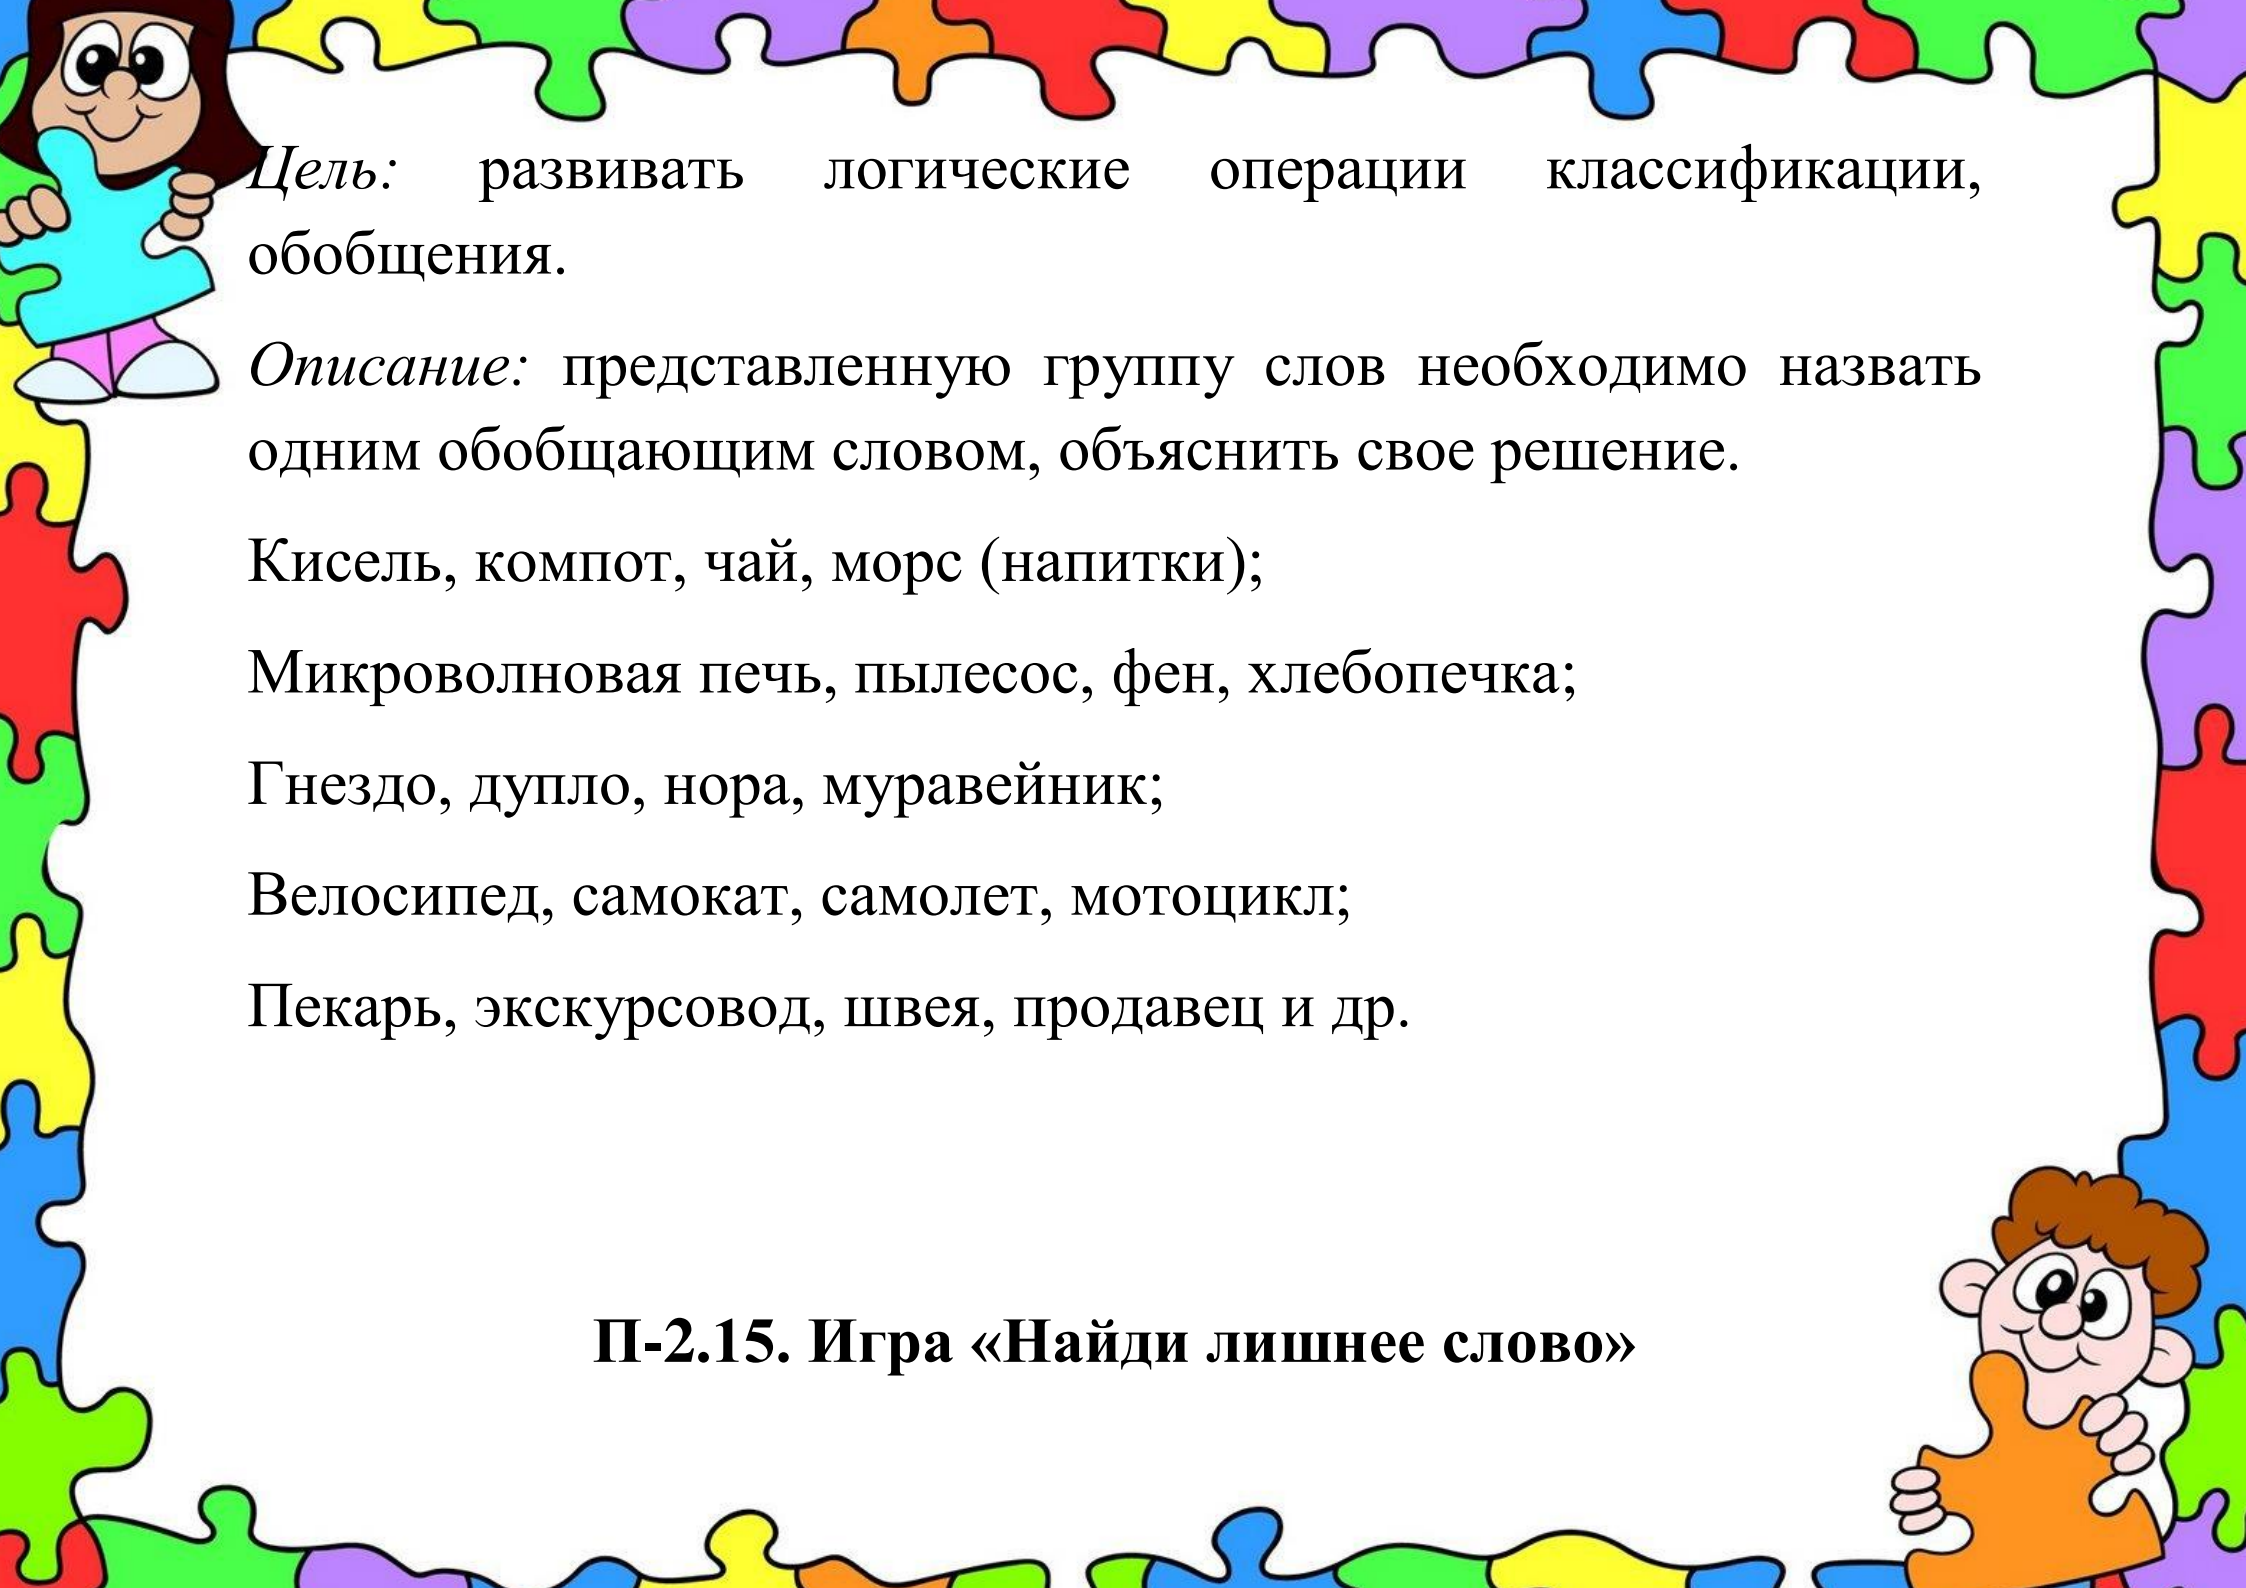 Цель: развивать логические операции классификации,
обобщения.
Описание: представленную группу слов необходимо назвать
одним обобщающим словом, объяснить свое решение.
Кисель, компот, чай, морс (напитки);
Микроволновая печь, пылесос, фен, хлебопечка;
Гнездо, дупло, нора, муравейник;
Велосипед, самокат, самолет, мотоцикл;
Пекарь, экскурсовод, швея, продавец и др.
П-2.15. Игра «Найди лишнее слово»